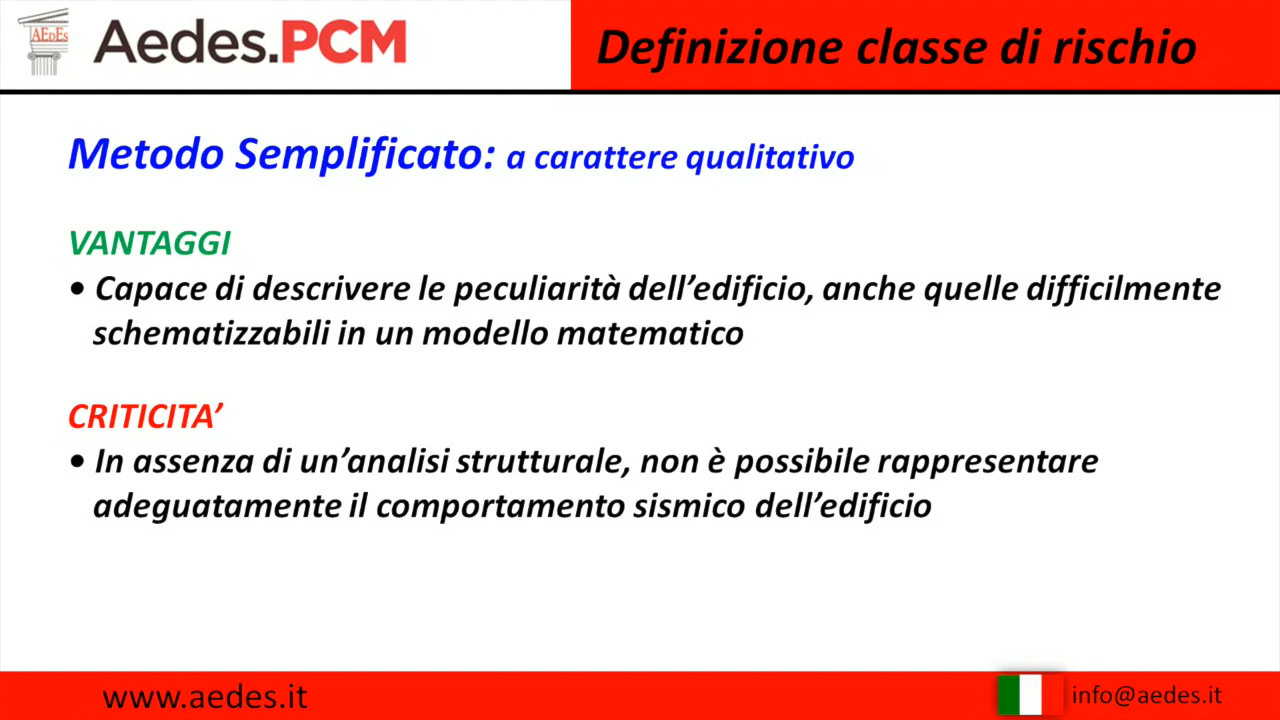 AEDES
Aedes.PCM
Definizione classe di rischio
Metodo Semplificato: a carattere qualitativo
VANTAGGI
• Capace di descrivere le peculiarità dell’edificio, anche quelle difficilmente
schematizzabili in un modello matematico
CRITICITA’
• In assenza di un’analisi strutturale, non è possibile rappresentare
adeguatamente il comportamento sismico dell’edificio
www.aedes.it
info@aedes.it